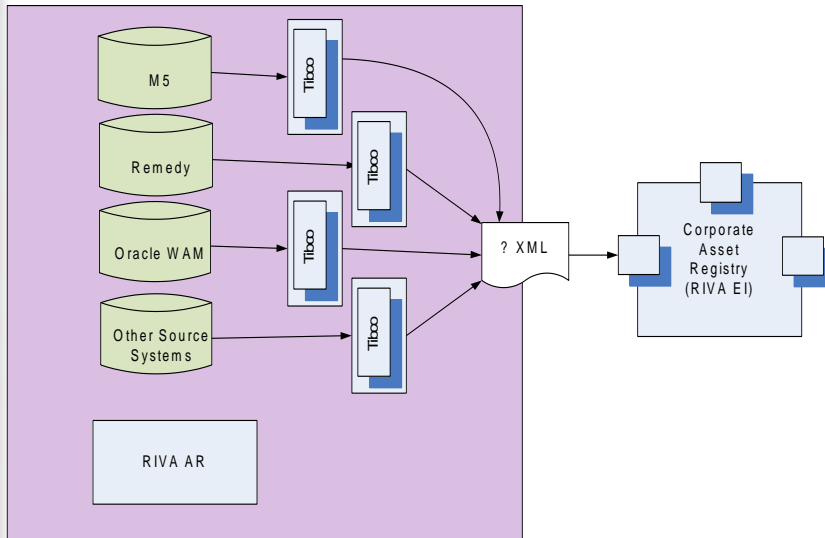 M5
Tibco
Remedy
Tibco
Oracle WAM
Tibco
? XML
Corporate
Asset
Registry
(RIVA EI)
Other Source
Systems
Tibco
RIVA AR